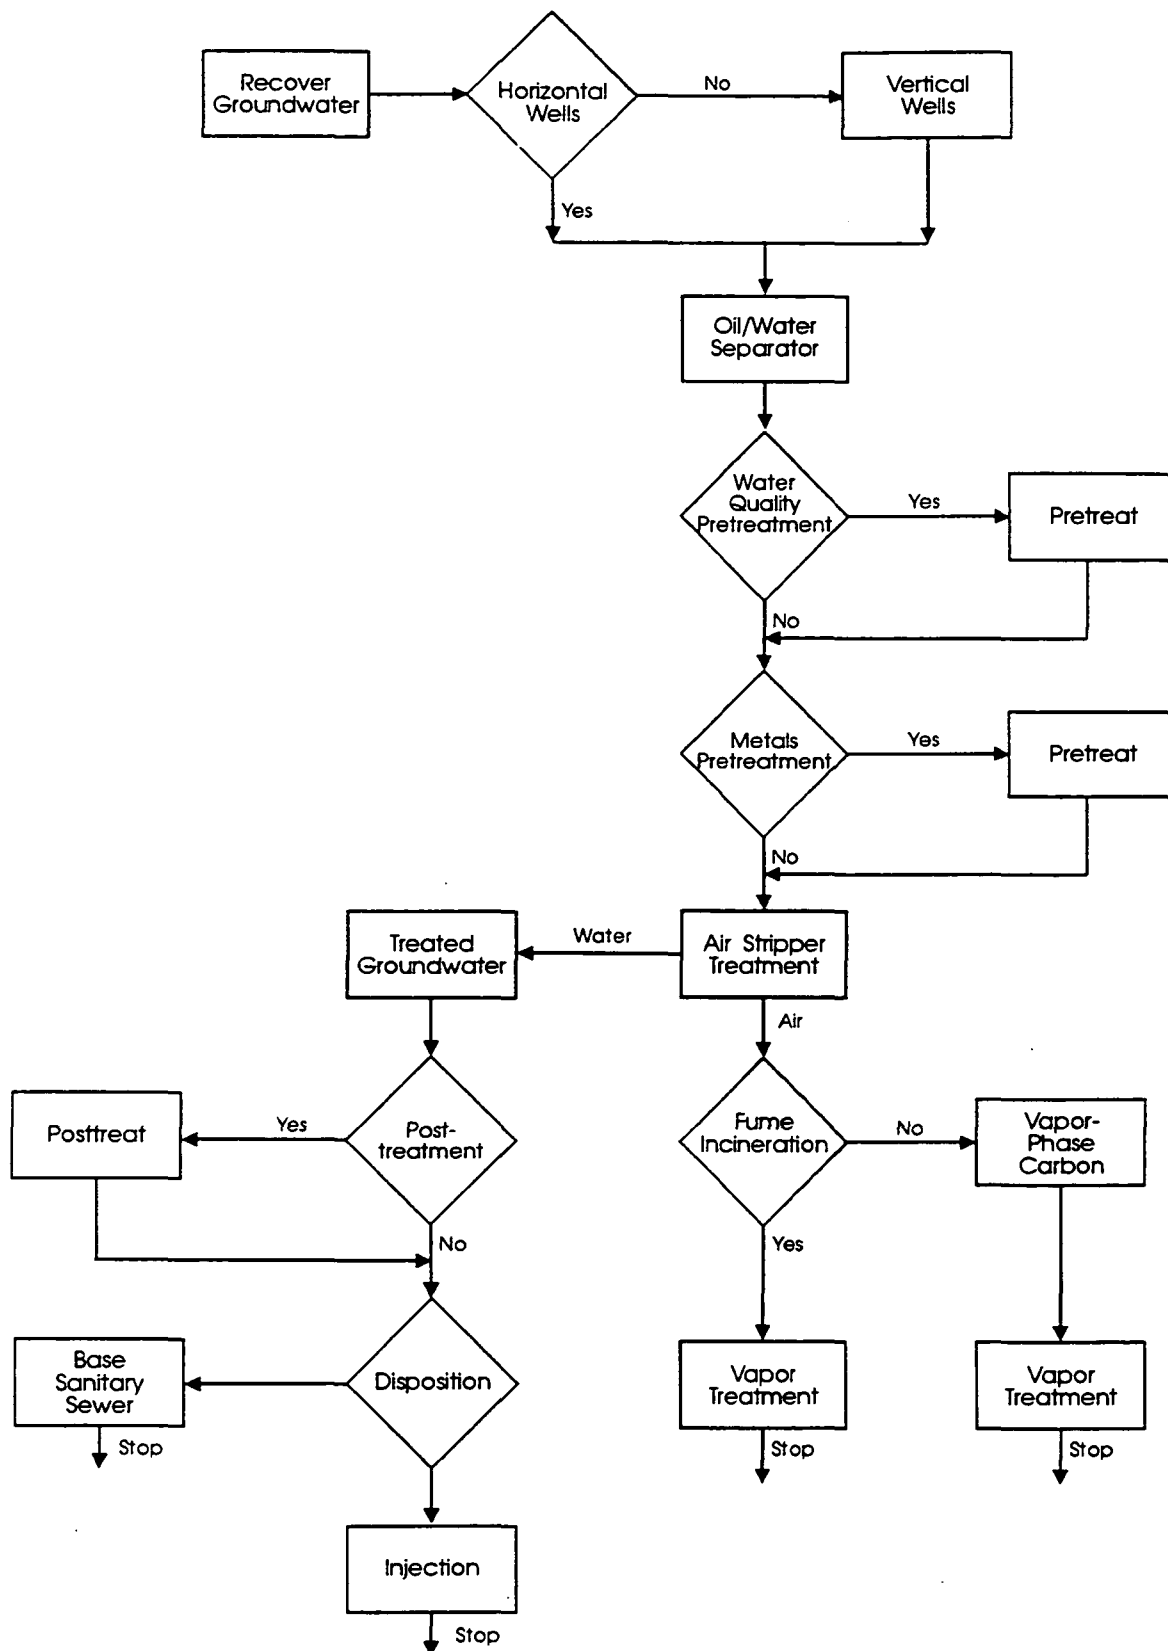 Recover
Groundwater
Horizontal
Wells
No
Vertical
Wells
Yes
Oil/Water
Separator
Water
Quality
Pretreatment
Yes
Pretreat
No
Metals
Pretreatment
Yes
Pretreat
No
Treated
Groundwater
Water
Air Stripper
Treatment
Air
Posttreat
Yes
Post-
treatment
Fume
Incineration
No
Vapor-
Phase
Carbon
No
Yes
Base
Sanitary
Sewer
Disposition
Vapor
Treatment
Vapor
Treatment
Stop
Stop
Stop
Injection
Stop